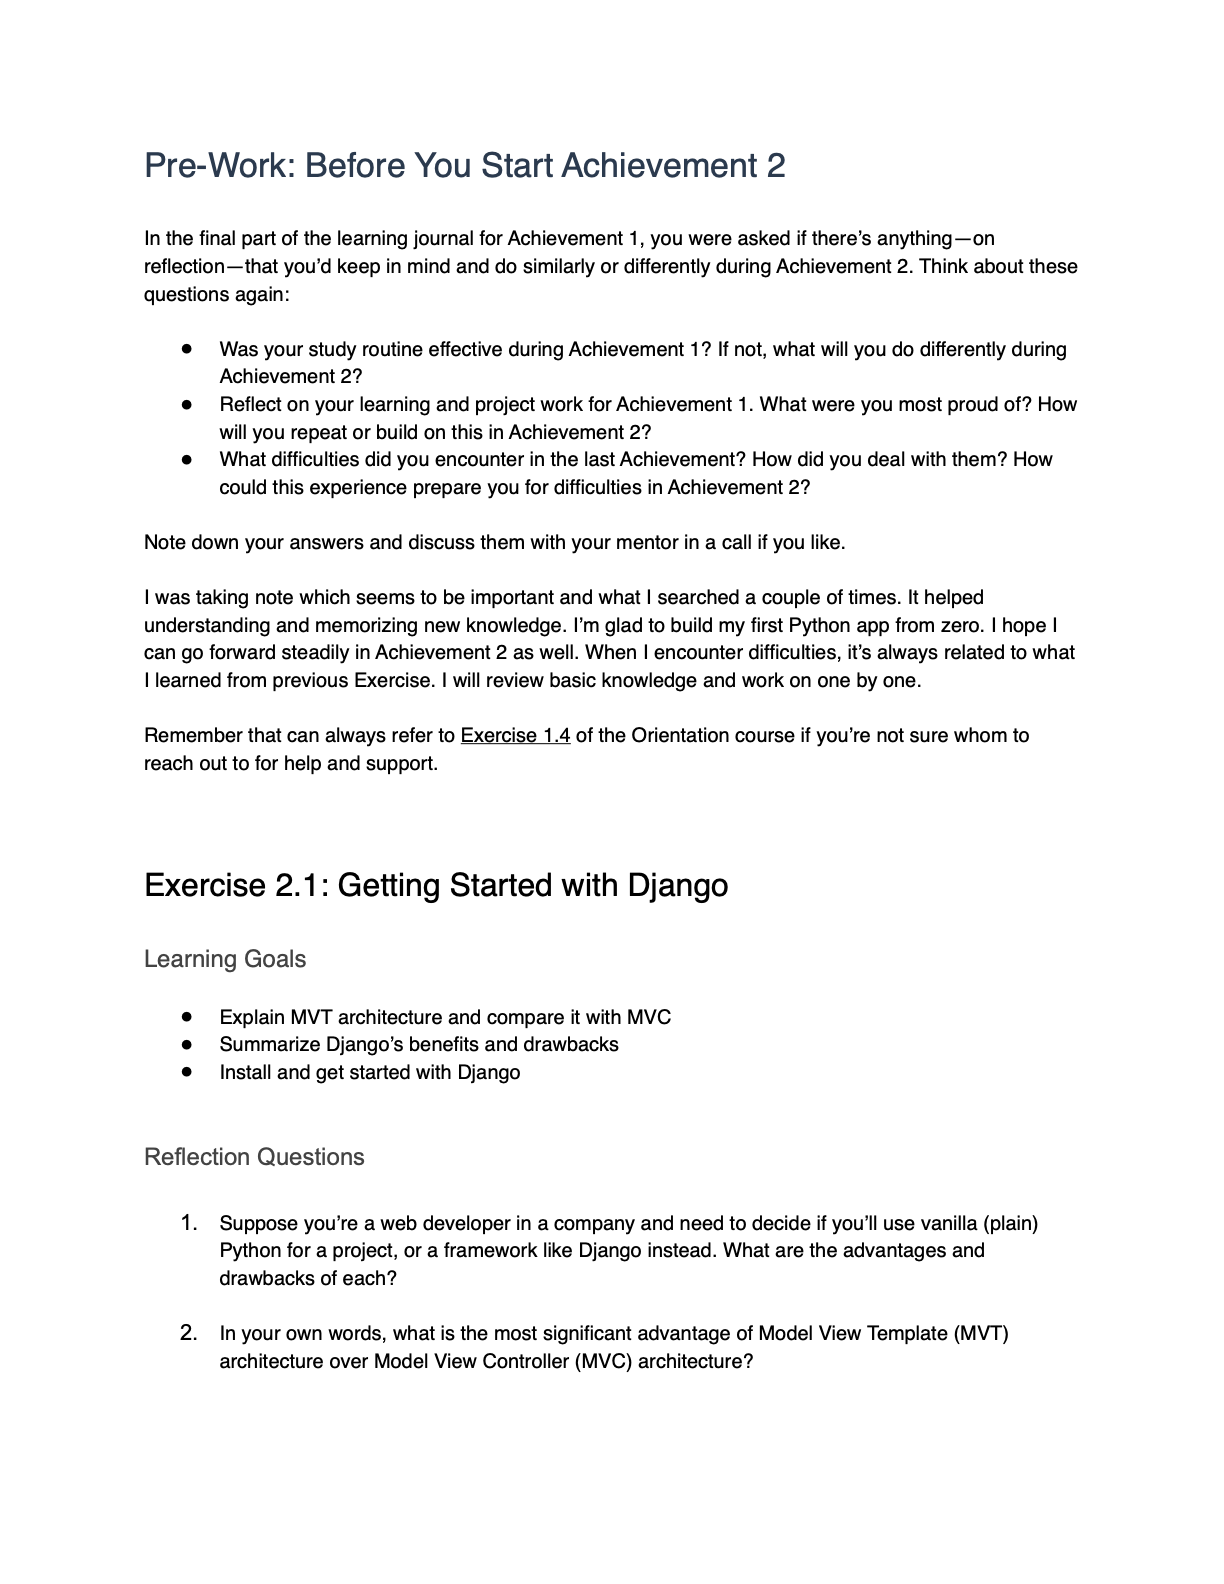 Pre-Work: Before You Start Achievement 2
In the final part of the learning journal for Achievement 1, you were asked if there’s anything—on
reflection—that you’d keep in mind and do similarly or differently during Achievement 2. Think about these
questions again:
● Was your study routine effective during Achievement 1? If not, what will you do differently during
Achievement 2?
● Reflect on your learning and project work for Achievement 1. What were you most proud of? How
will you repeat or build on this in Achievement 2?
● What difficulties did you encounter in the last Achievement? How did you deal with them? How
could this experience prepare you for difficulties in Achievement 2?
Note down your answers and discuss them with your mentor in a call if you like.
I was taking note which seems to be important and what I searched a couple of times. It helped
understanding and memorizing new knowledge. I’m glad to build my first Python app from zero. I hope I
can go forward steadily in Achievement 2 as well. When I encounter difficulties, it’s always related to what
I learned from previous Exercise. I will review basic knowledge and work on one by one.
Remember that can always refer to Exercise 1.4 of the Orientation course if you’re not sure whom to
reach out to for help and support.
Exercise 2.1: Getting Started with Django
Learning Goals
● Explain MVT architecture and compare it with MVC
● Summarize Django’s benefits and drawbacks
● Install and get started with Django
Reflection Questions
1. Suppose you’re a web developer in a company and need to decide if you’ll use vanilla (plain)
Python for a project, or a framework like Django instead. What are the advantages and
drawbacks of each?
2. In your own words, what is the most significant advantage of Model View Template (MVT)
architecture over Model View Controller (MVC) architecture?